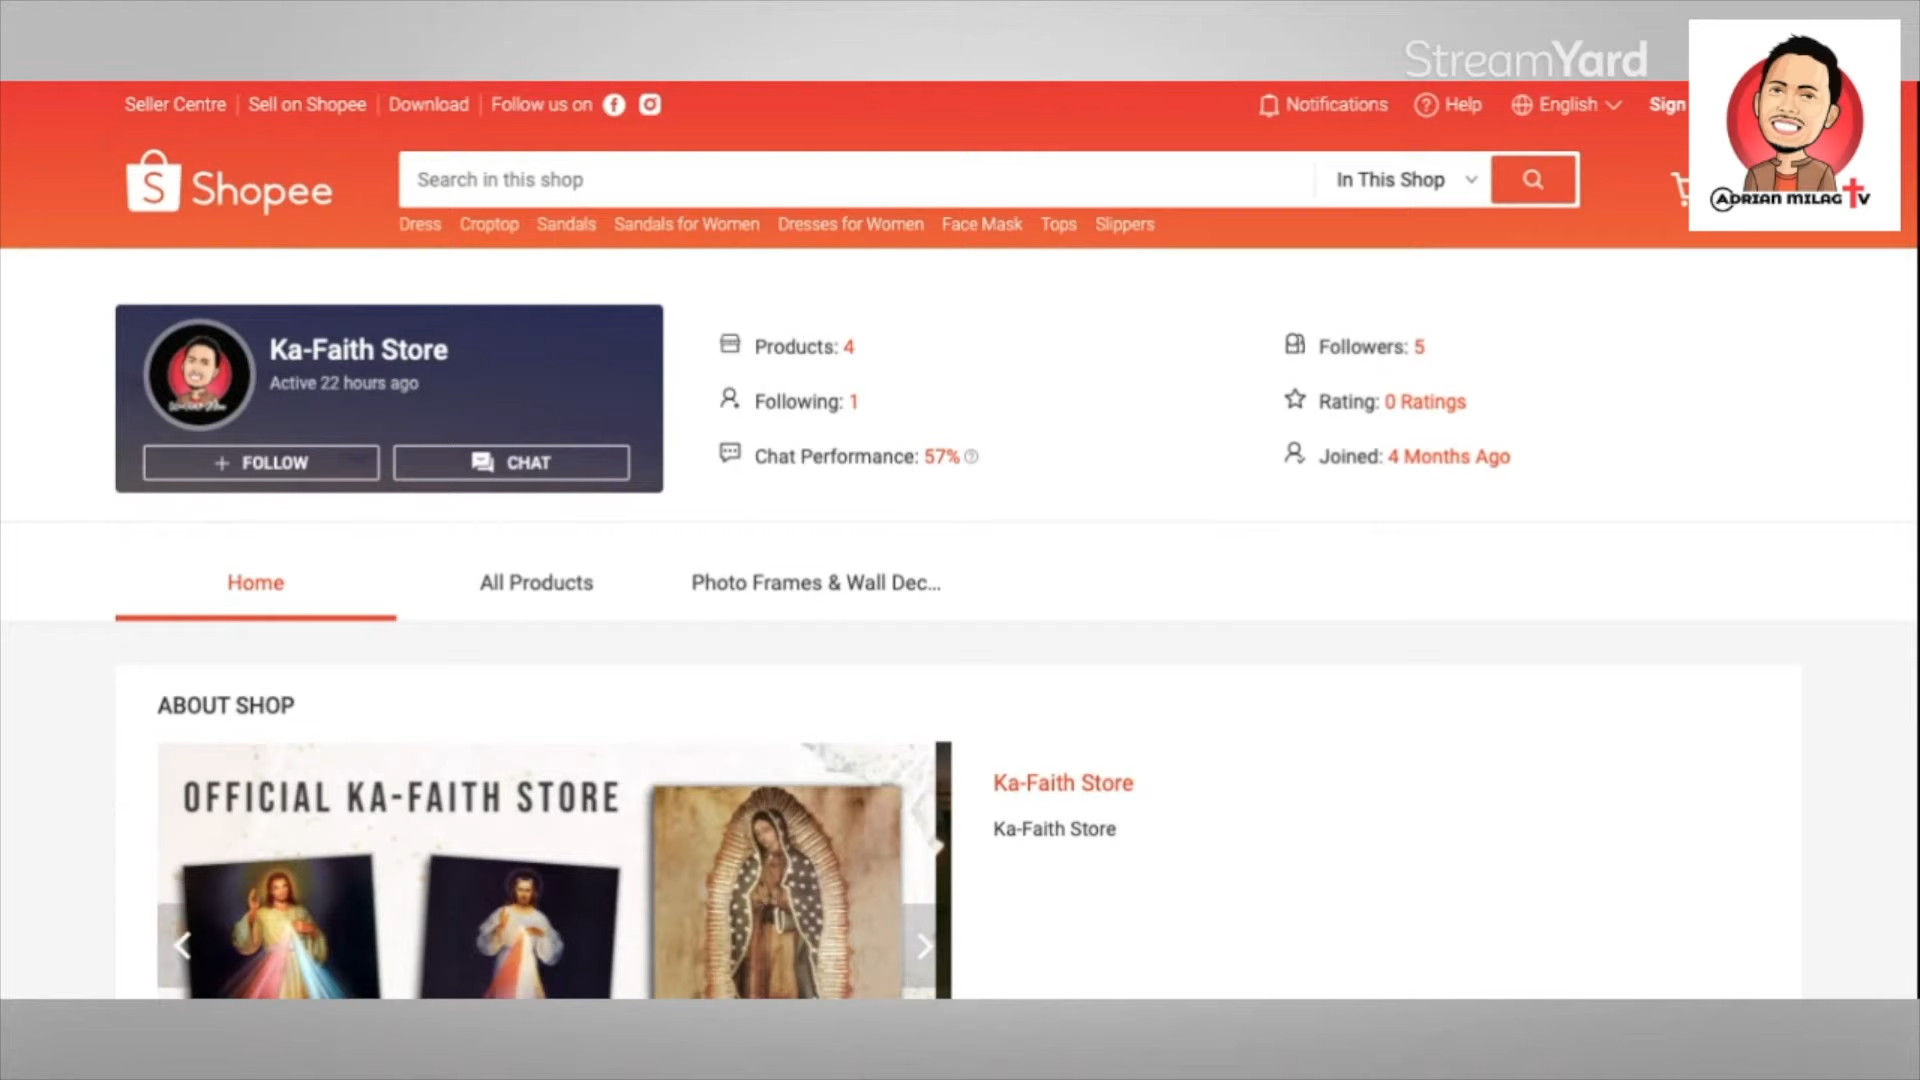 StreamYard
Seller Centre Sell on Shopee Download Follow us on
Notifications Help English Sign
@ADRIAN MILAG TV
Shopee
Search in this shop In This Shop
Dress Croptop Sandals Sandals for Women Dresses for Women Face Mask Tops Slippers
Ka-Faith Store
Active 22 hours ago
+ FOLLOW CHAT
Products: 4
Following: 1
Chat Performance: 57%
Followers: 5
Rating: 0 Ratings
Joined: 4 Months Ago
Home All Products Photo Frames & Wall Dec...
ABOUT SHOP
OFFICIAL KA-FAITH STORE
Ka-Faith Store
Ka-Faith Store